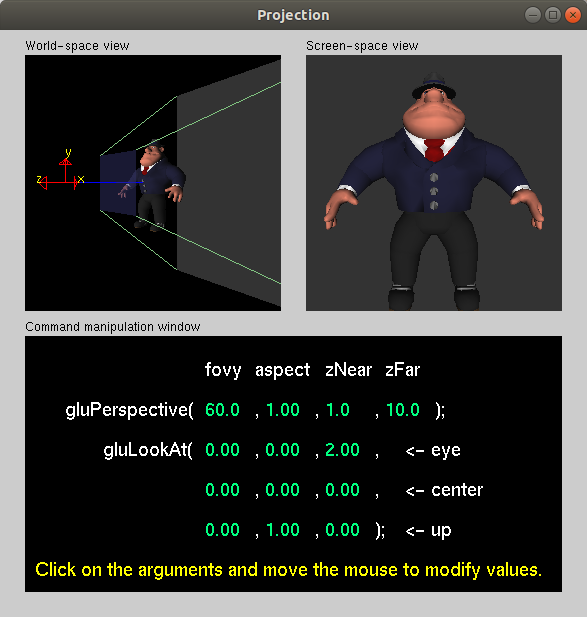 Projection
World-space view Screen-space view
y
z x
Command manipulation window
fovy aspect zNear zFar
gluPerspective( 60.0 , 1.00 , 1.0 , 10.0 );
gluLookAt( 0.00 , 0.00 , 2.00 , <- eye
0.00 , 0.00 , 0.00 , <- center
0.00 , 1.00 , 0.00 ); <- up
Click on the arguments and move the mouse to modify values.